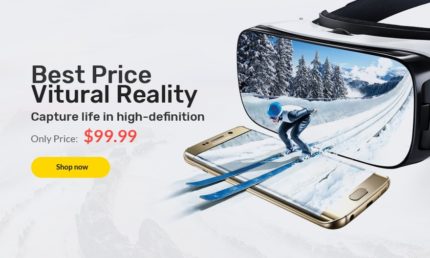 Best Price
Vitural Reality
Capture life in high-definition
Only Price: $99.99
Shop now